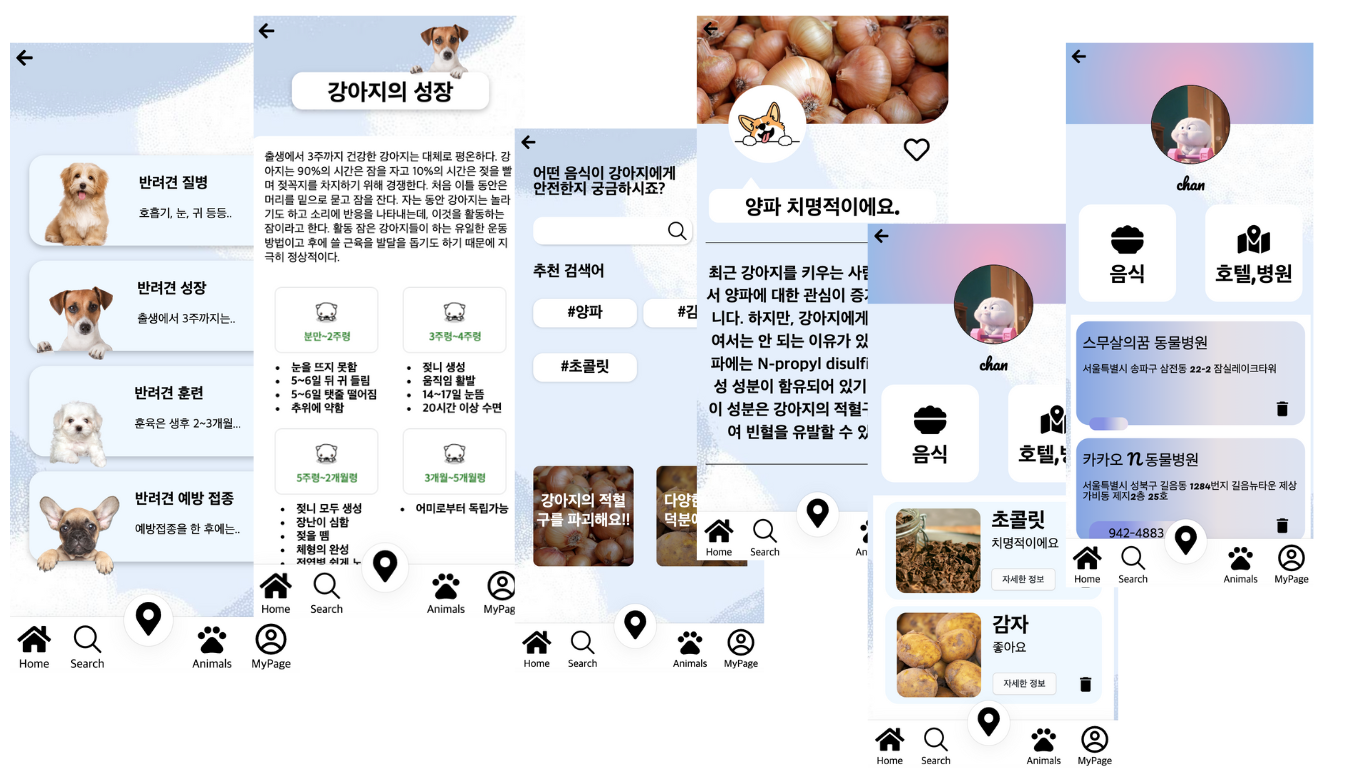 반려견 질병
호흡기, 눈, 귀 등등..
반려견 성장
출생에서 3주까지는..
반려견 훈련
훈육은 생후 2~3개월...
반려견 예방 접종
예방접종을 한 후에는..
Home
Search
Animals
MyPage
강아지의 성장
출생에서 3주까지 건강한 강아지는 대체로 평온하다. 강
아지는 90%의 시간은 잠을 자고 10%의 시간은 젖을 빨
며 젖꼭지를 차지하기 위해 경쟁한다. 처음 이틀 동안은
머리를 밑으로 묻고 잠을 잔다. 자는 동안 강아지는 놀라
기도 하고 소리에 반응을 나타내는데, 이것을 활동하는
잠이라고 한다. 활동 잠은 강아지들이 하는 유일한 운동
방법이고 후에 쓸 근육을 발달을 돕기도 하기 때문에 지
극히 정상적이다.
분만~2주령
눈을 뜨지 못함
5~6일 뒤 귀 들림
5~6일 탯줄 떨어짐
추위에 약함
3주령~4주령
젖니 생성
움직임 활발
14~17일 눈뜸
20시간 이상 수면
5주령~2개월령
젖니 모두 생성
장난이 심함
젖을 뗌
체형의 완성
3개월~5개월령
어미로부터 독립가능
Home
Search
Animals
MyPag
어떤 음식이 강아지에게
안전한지 궁금하시죠?
추천 검색어
#양파
#김
#초콜릿
강아지의 적혈
구를 파괴해요!!
다양한
덕분에
Home
Search
Animals
MyPage
양파 치명적이에요.
최근 강아지를 키우는 사람
서 양파에 대한 관심이 증가
니다. 하지만, 강아지에게
여서는 안 되는 이유가 있
파에는 N-propyl disulfi
성 성분이 함유되어 있기
이 성분은 강아지의 적혈구
여 빈혈을 유발할 수 있
Home
Search
An
chan
음식
호텔,병
초콜릿
치명적이에요
자세한 정보
감자
좋아요
자세한 정보
Home
Search
Animals
MyPage
chan
음식
호텔,병원
스무살의꿈 동물병원
서울특별시 송파구 삼전동 22-2 잠실레이크타워
카카오 n 동물병원
서울특별시 성북구 길음동 1284번지 길음뉴타운 제상
가비동 제지2층 25호
942-4883
Home
Search
Animals
MyPage